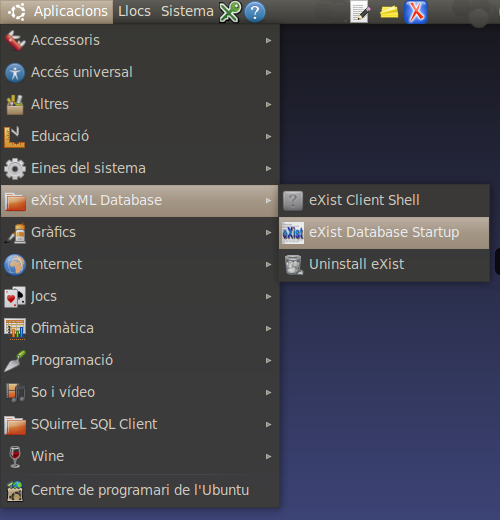 Aplicacions Llocs Sistema
Accessoris
Accés universal
Altres
Educació
Eines del sistema
eXist XML Database
eXist Client Shell
Gràfics
eXist
eXist Database Startup
Internet
Uninstall eXist
Jocs
Ofimàtica
Programació
So i vídeo
SQuirreL SQL Client
Wine
Centre de programari de l'Ubuntu